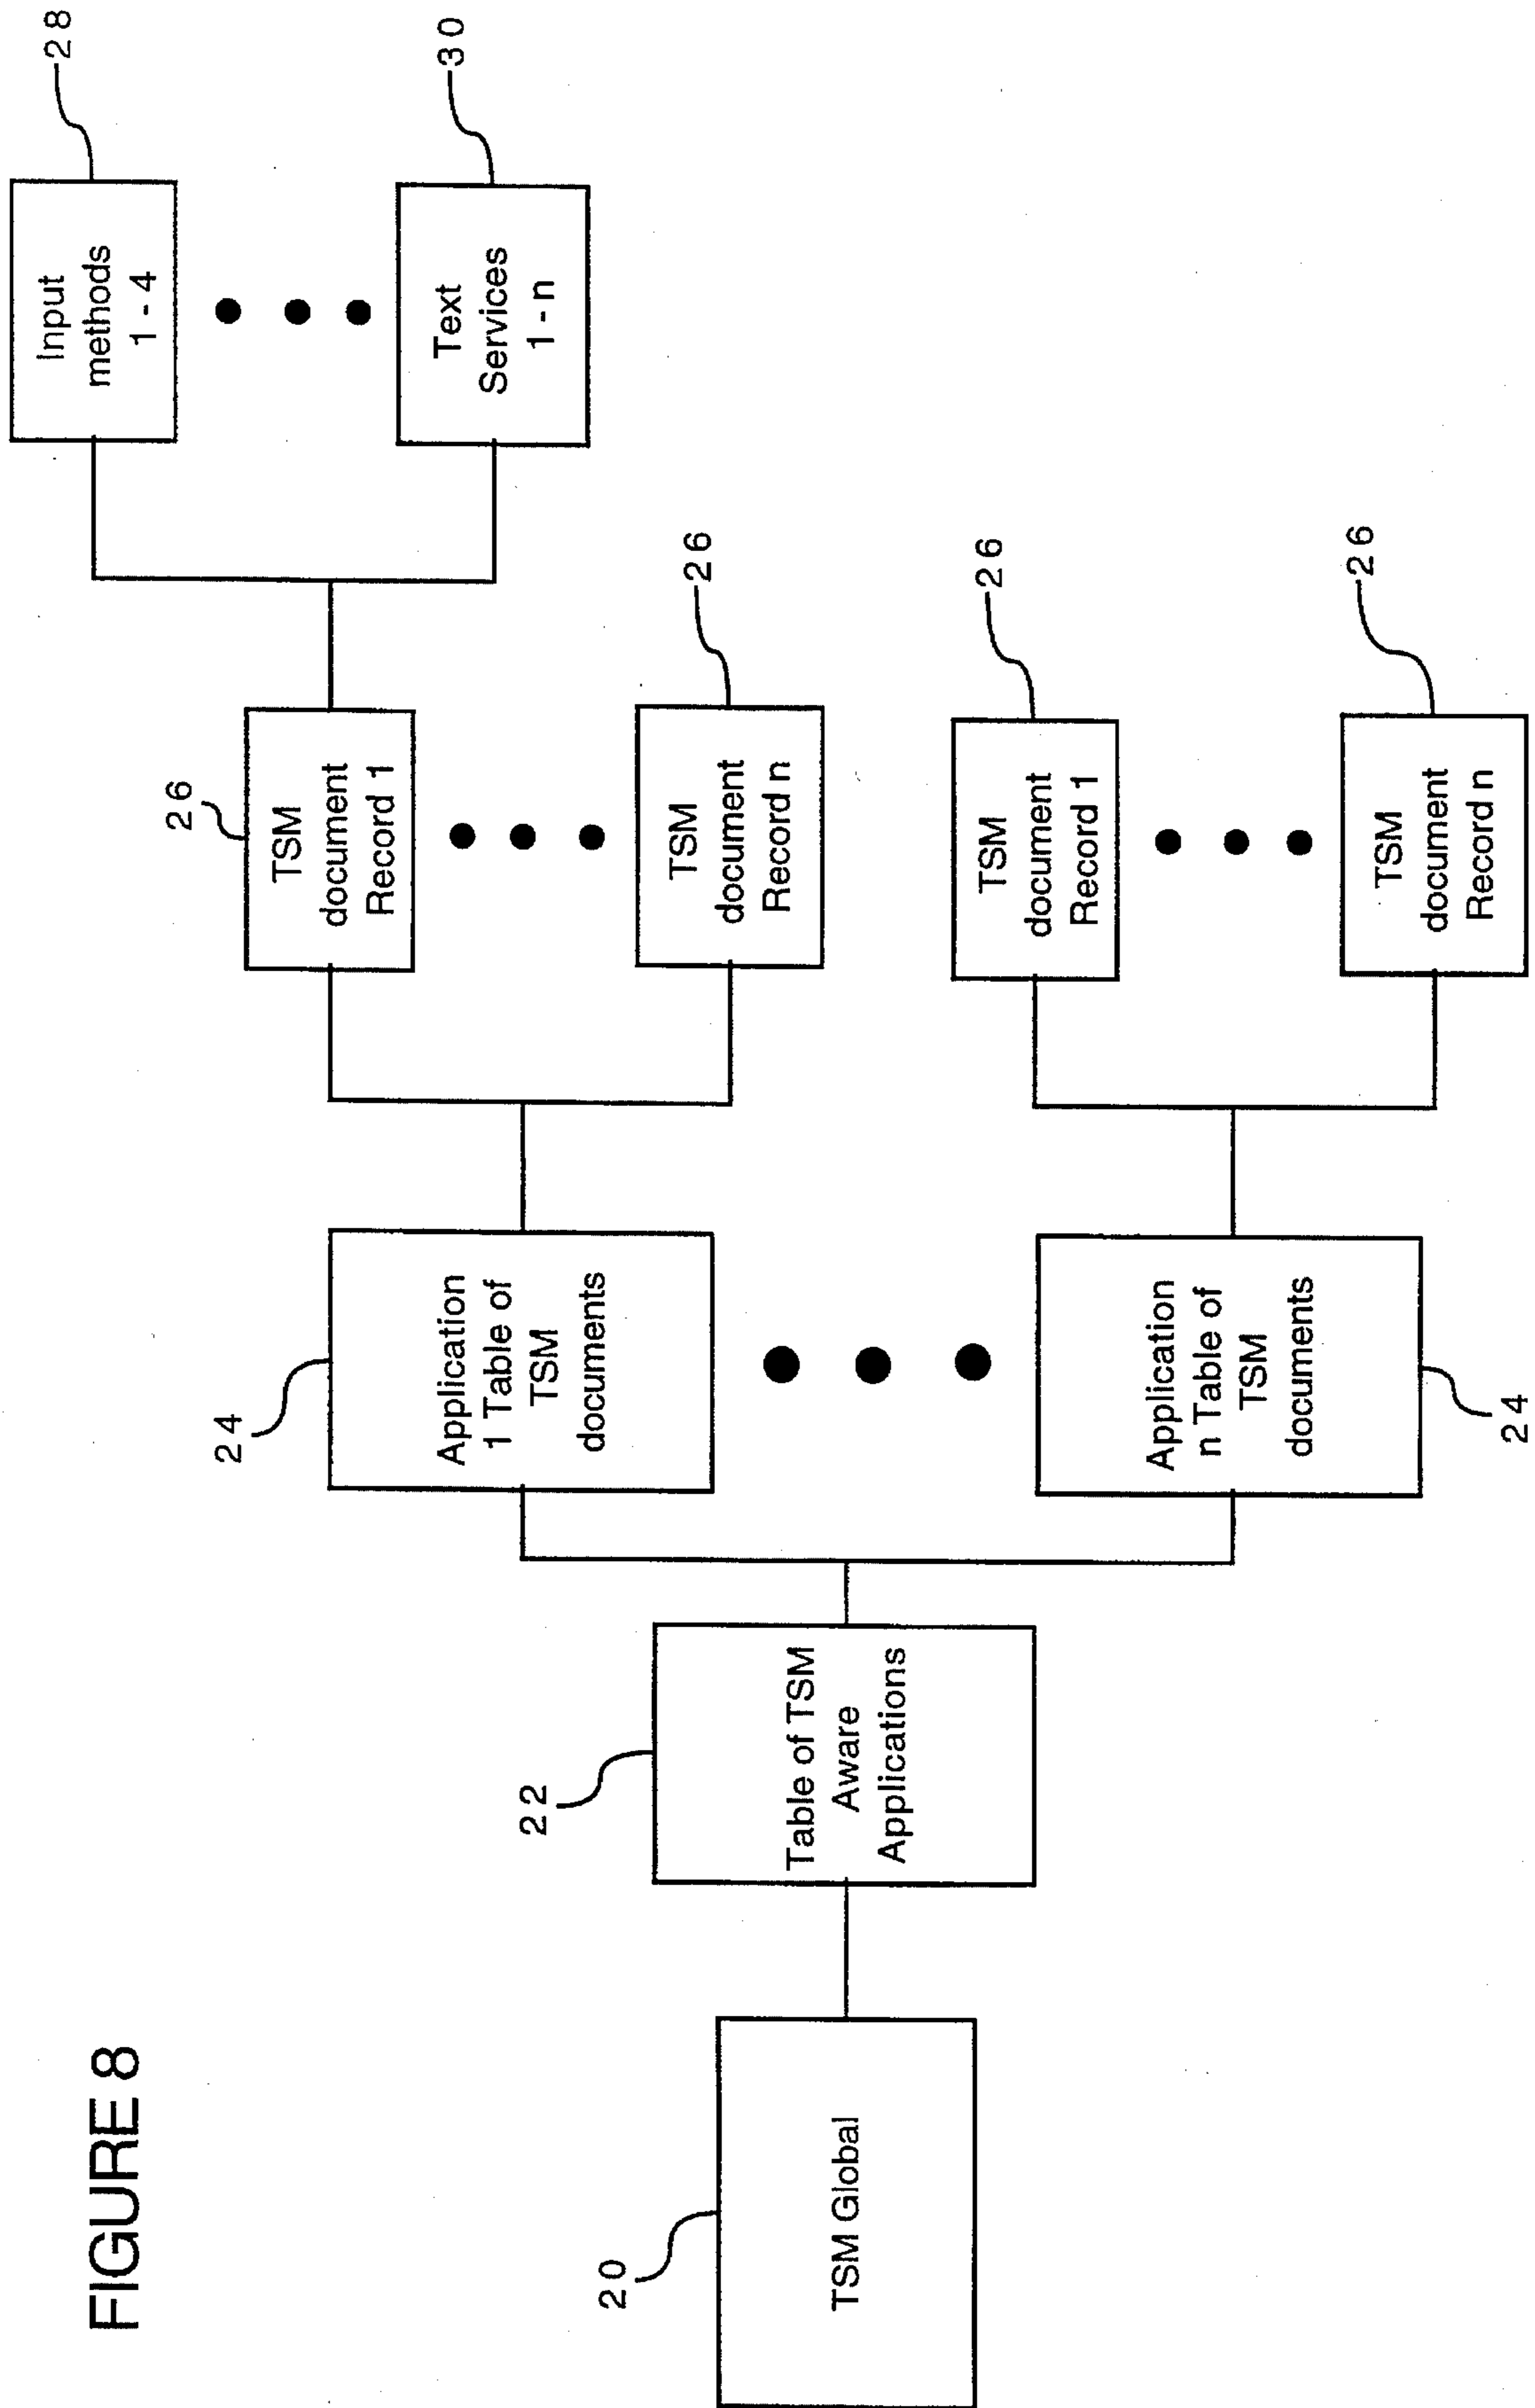 FIGURE 8
20
TSM Global
22
Table of TSM
Aware
Applications
24
Application
1 Table of
TSM
documents
Application
n Table of
TSM
documents
24
26
TSM
document
Record 1
TSM
document
Record n
26
TSM
document
Record 1
26
TSM
document
Record n
26
Input
methods
1 - 4
28
Text
Services
1 - n
30